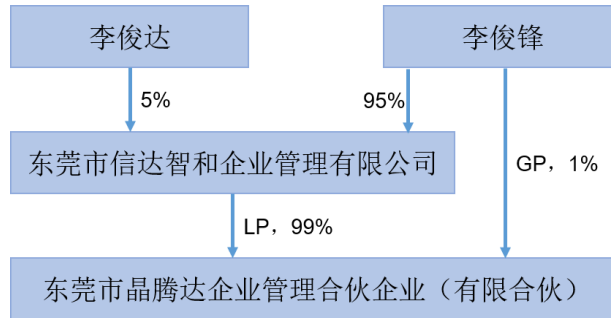 李俊达
李俊锋
5%
95%
东莞市信达智和企业管理有限公司
GP，1%
LP，99%
东莞市晶腾达企业管理合伙企业（有限合伙）